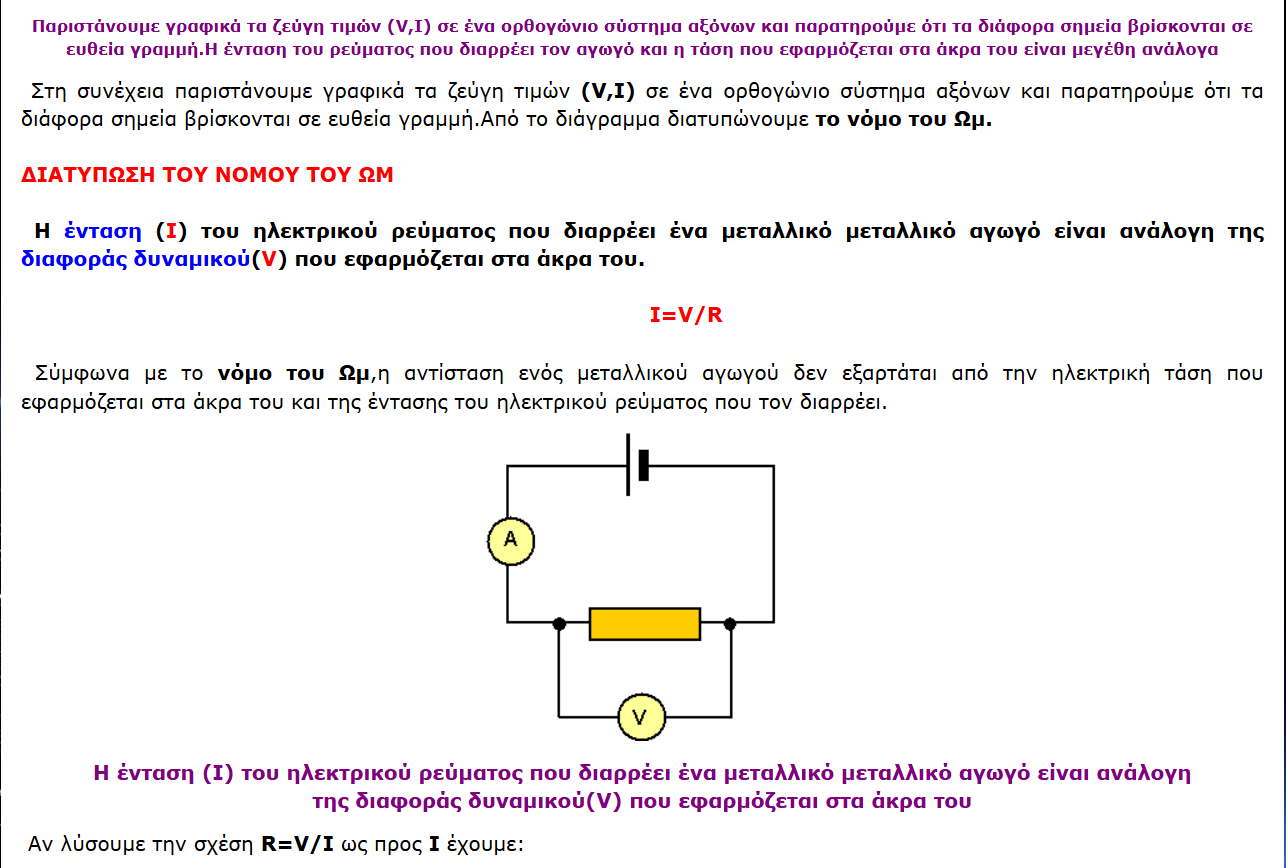 Παριστάνουμε γραφικά τα ζεύγη τιμών (V,I) σε ένα ορθογώνιο σύστημα αξόνων και παρατηρούμε ότι τα διάφορα σημεία βρίσκονται σε
ευθεία γραμμή.Η ένταση του ρεύματος που διαρρέει τον αγωγό και η τάση που εφαρμόζεται στα άκρα του είναι μεγέθη ανάλογα
Στη συνέχεια παριστάνουμε γραφικά τα ζεύγη τιμών (V,I) σε ένα ορθογώνιο σύστημα αξόνων και παρατηρούμε ότι τα
διάφορα σημεία βρίσκονται σε ευθεία γραμμή.Από το διάγραμμα διατυπώνουμε το νόμο του Ωμ.
ΔΙΑΤΥΠΩΣΗ ΤΟΥ ΝΟΜΟΥ ΤΟΥ ΩΜ
Η ένταση (I) του ηλεκτρικού ρεύματος που διαρρέει ένα μεταλλικό μεταλλικό αγωγό είναι ανάλογη της
διαφοράς δυναμικού(V) που εφαρμόζεται στα άκρα του.
I=V/R
Σύμφωνα με το νόμο του Ωμ,η αντίσταση ενός μεταλλικού αγωγού δεν εξαρτάται από την ηλεκτρική τάση που
εφαρμόζεται στα άκρα του και της έντασης του ηλεκτρικού ρεύματος που τον διαρρέει.
A
V
Η ένταση (I) του ηλεκτρικού ρεύματος που διαρρέει ένα μεταλλικό μεταλλικό αγωγό είναι ανάλογη
της διαφοράς δυναμικού(V) που εφαρμόζεται στα άκρα του
Αν λύσουμε την σχέση R=V/I ως προς I έχουμε: